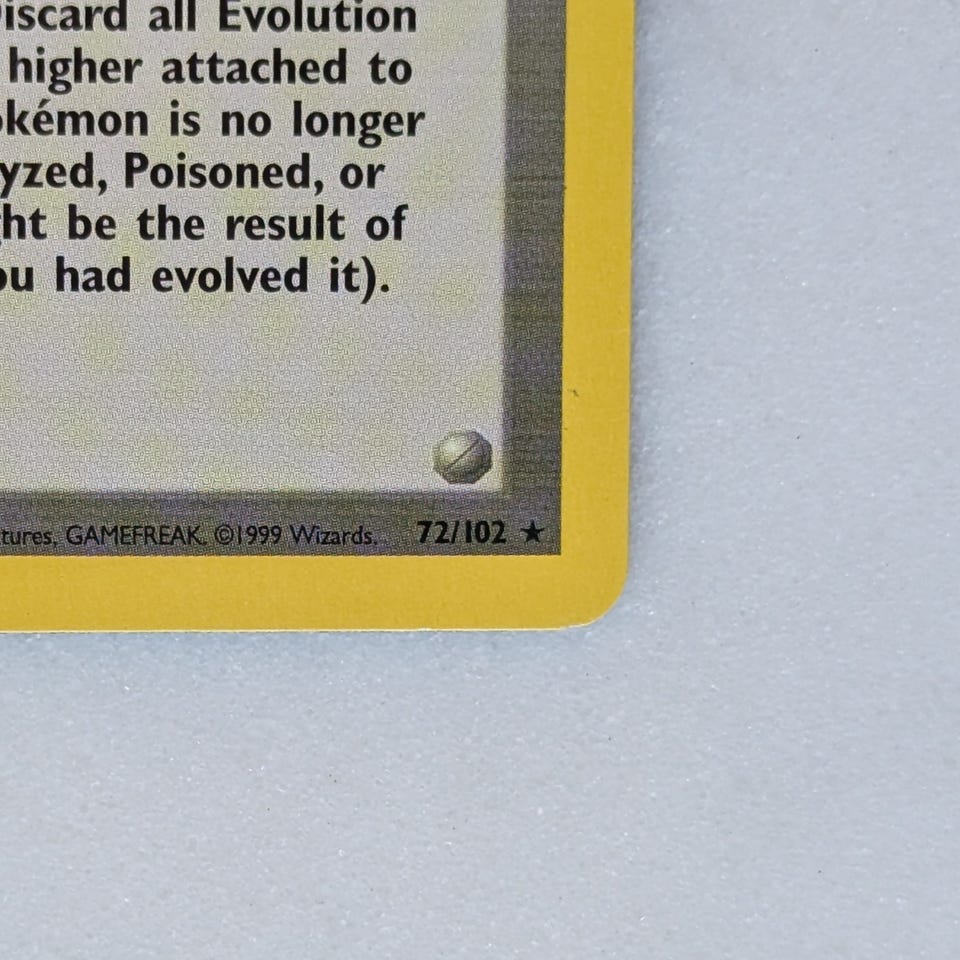 iscard all Evolution
higher attached to
kémon is no longer
yzed, Poisoned, or
ht be the result of
ou had evolved it).
tures, GAMEFREAK. ©1999 Wizards. 72/102 ★